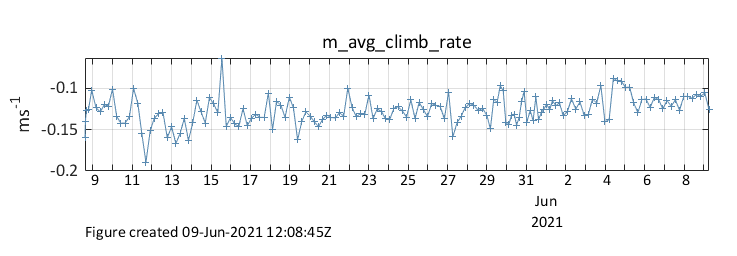 m_avg_climb_rate
-0.1
-0.15
-0.2
ms-1
9 11 13 15 17 19 21 23 25 27 29 31 2 4 6 8
Jun
2021
Figure created 09-Jun-2021 12:08:45Z